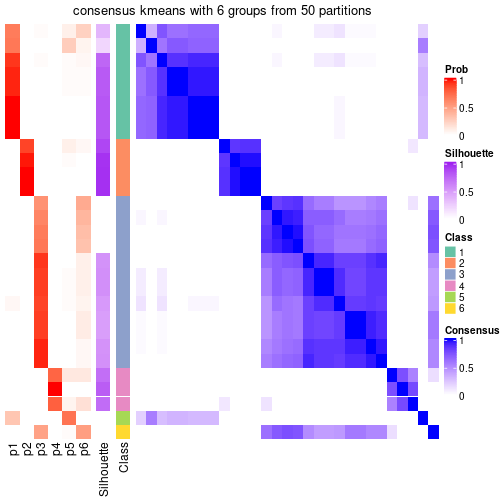 consensus kmeans with 6 groups from 50 partitions
Prob
1
0.5
0
Silhouette
1
0.5
0
Class
1
2
3
4
5
6
Consensus
1
0.5
0
p1
p2
p3
p4
p5
p6
Silhouette
Class